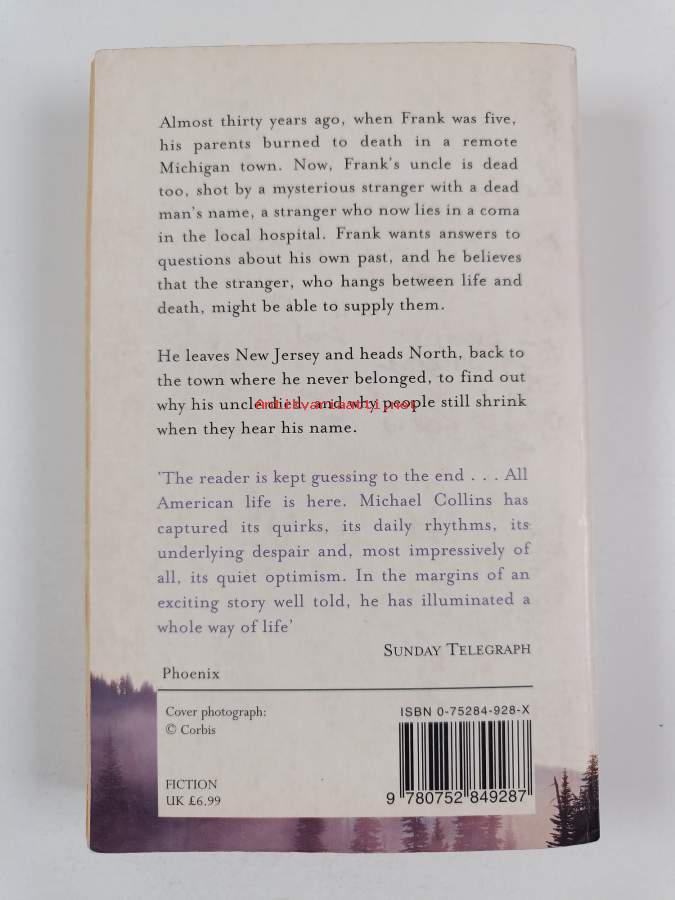 Almost thirty years ago, when Frank was five,
his parents burned to death in a remote
Michigan town. Now, Frank's uncle is dead
too, shot by a mysterious stranger with a dead
man's name, a stranger who now lies in a coma
in the local hospital. Frank wants answers to
questions about his own past, and he believes
that the stranger, who hangs between life and
death, might be able to supply them.
He leaves New Jersey and heads North, back to
the town where he never belonged, to find out
why his uncle died, and why people still shrink
Antikvariaatti.net
when they hear his name.
'The reader is kept guessing to the end . . . All
American life is here. Michael Collins has
captured its quirks, its daily rhythms, its
underlying despair and, most impressively of
all, its quiet optimism. In the margins of an
exciting story well told, he has illuminated a
whole way of life'
SUNDAY TELEGRAPH
Phoenix
Cover photograph:
© Corbis
FICTION
UK £6.99
ISBN 0-75284-928-X
9 780752 849287